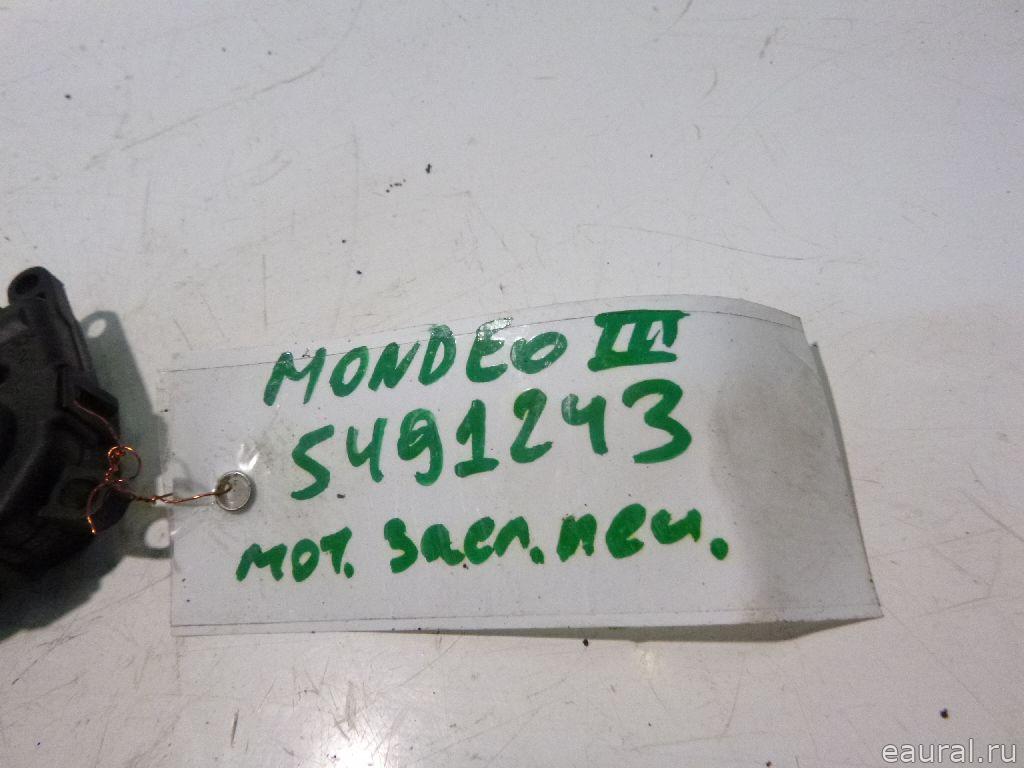 MONDEO III
5491243
мот. засл. печ.
eaural.ru